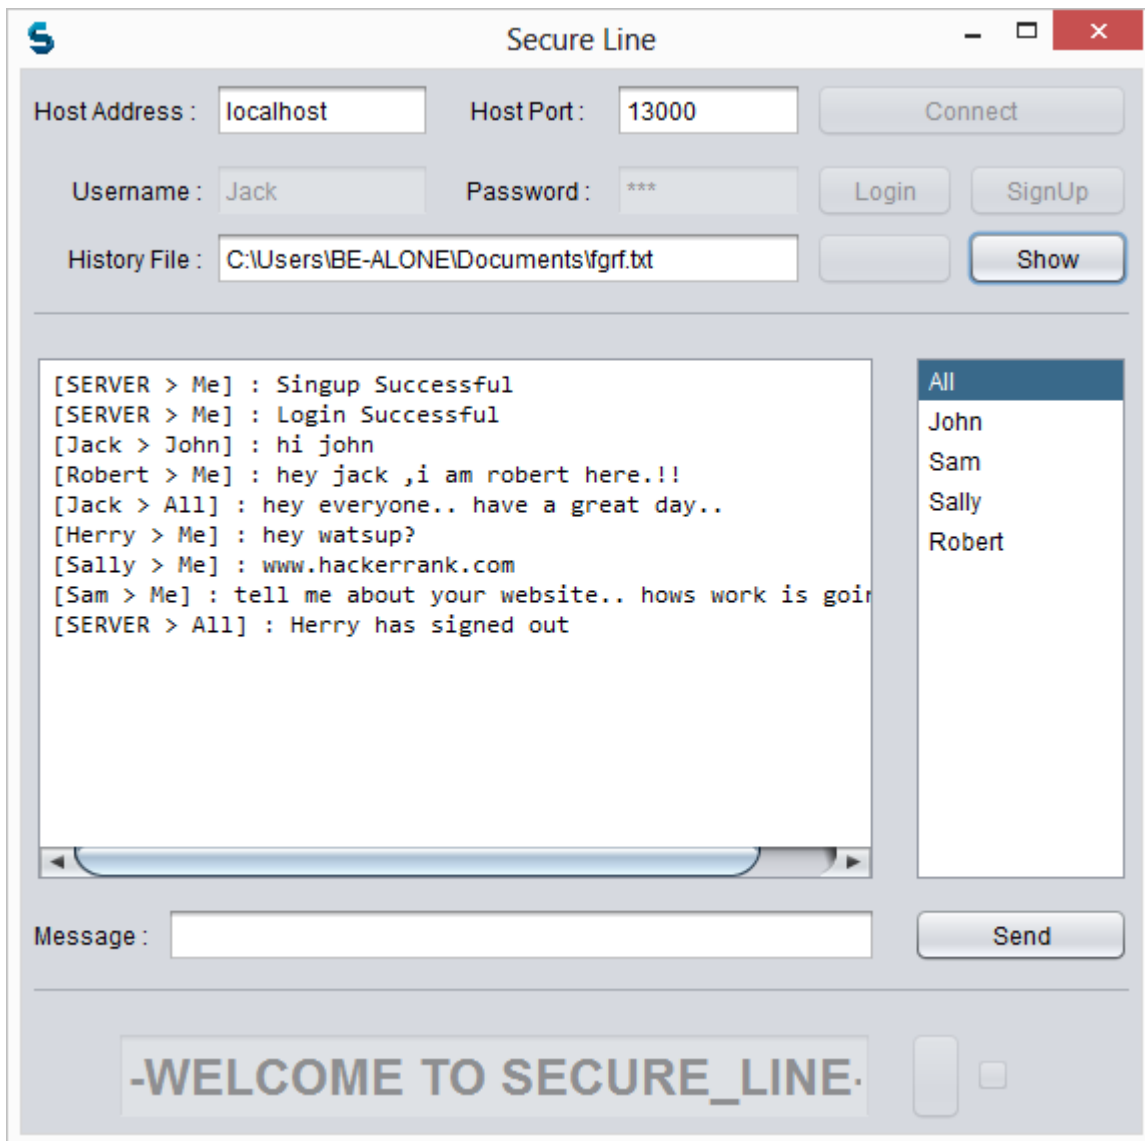 Secure Line
Host Address : localhost Host Port : 13000 Connect
Username : Jack Password : *** Login SignUp
History File : C:\Users\BE-ALONE\Documents\fgrf.txt Show
[SERVER > Me] : Singup Successful
[SERVER > Me] : Login Successful
[Jack > John] : hi john
[Robert > Me] : hey jack ,i am robert here.!!
[Jack > All] : hey everyone.. have a great day..
[Herry > Me] : hey watsup?
[Sally > Me] : www.hackerrank.com
[Sam > Me] : tell me about your website.. hows work is
[SERVER > All] : Herry has signed out
All
John
Sam
Sally
Robert
Message : Send
-WELCOME TO SECURE_LINE-